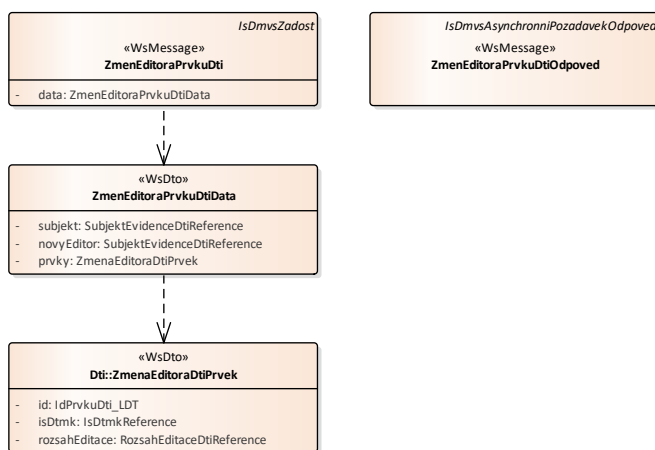 IsDmvsZadost
«WsMessage»
ZmenEditoraPrvkuDti
- data: ZmenEditoraPrvkuDtiData
IsDmvsAsynchronniPozadavekOdpoved
«WsMessage»
ZmenEditoraPrvkuDtiOdpoved
«WsDto»
ZmenEditoraPrvkuDtiData
- subjekt: SubjektEvidenceDtiReference
- novyEditor: SubjektEvidenceDtiReference
- prvky: ZmenaEditoraDtiPrvek
«WsDto»
Dti::ZmenaEditoraDtiPrvek
- id: IdPrvkuDti_LDT
- isDtmk: IsDtmkReference
- rozsahEditace: RozsahEditaceDtiReference